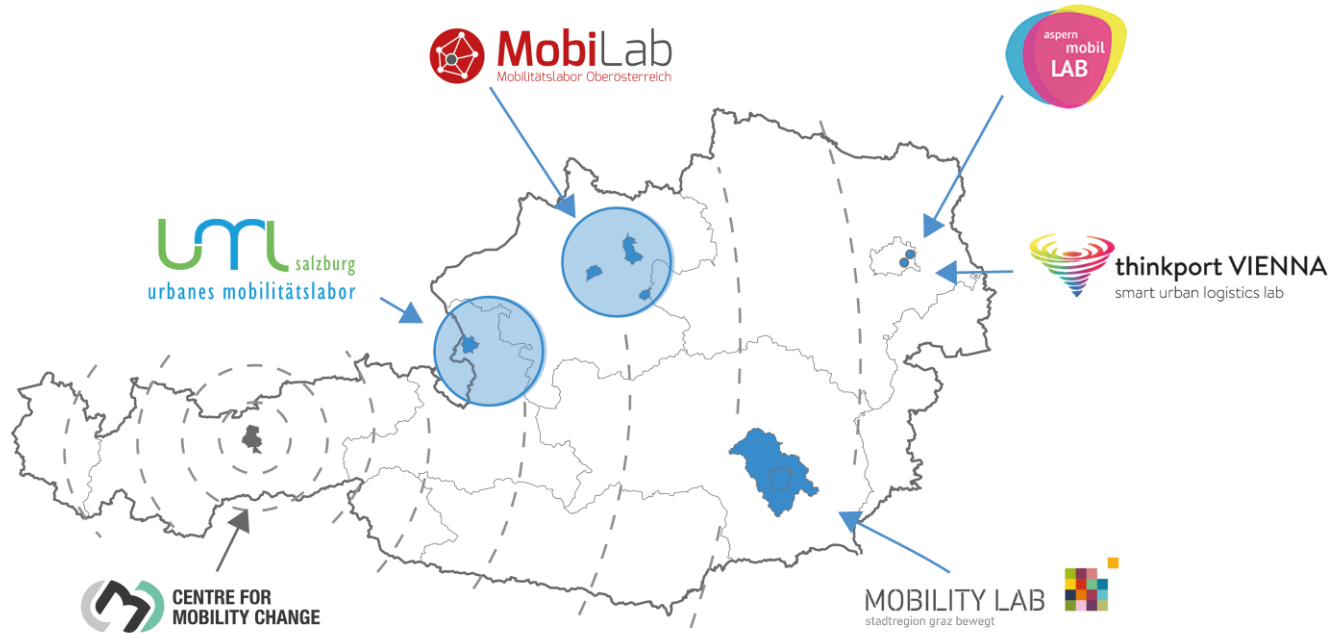 MobiLab
Mobilitätslabor Oberösterreich
aspern
mobil
LAB
uml salzburg
urbanes mobilitätslabor
thinkport VIENNA
smart urban logistics lab
CENTRE FOR
MOBILITY CHANGE
MOBILITY LAB
stadtregion graz bewegt